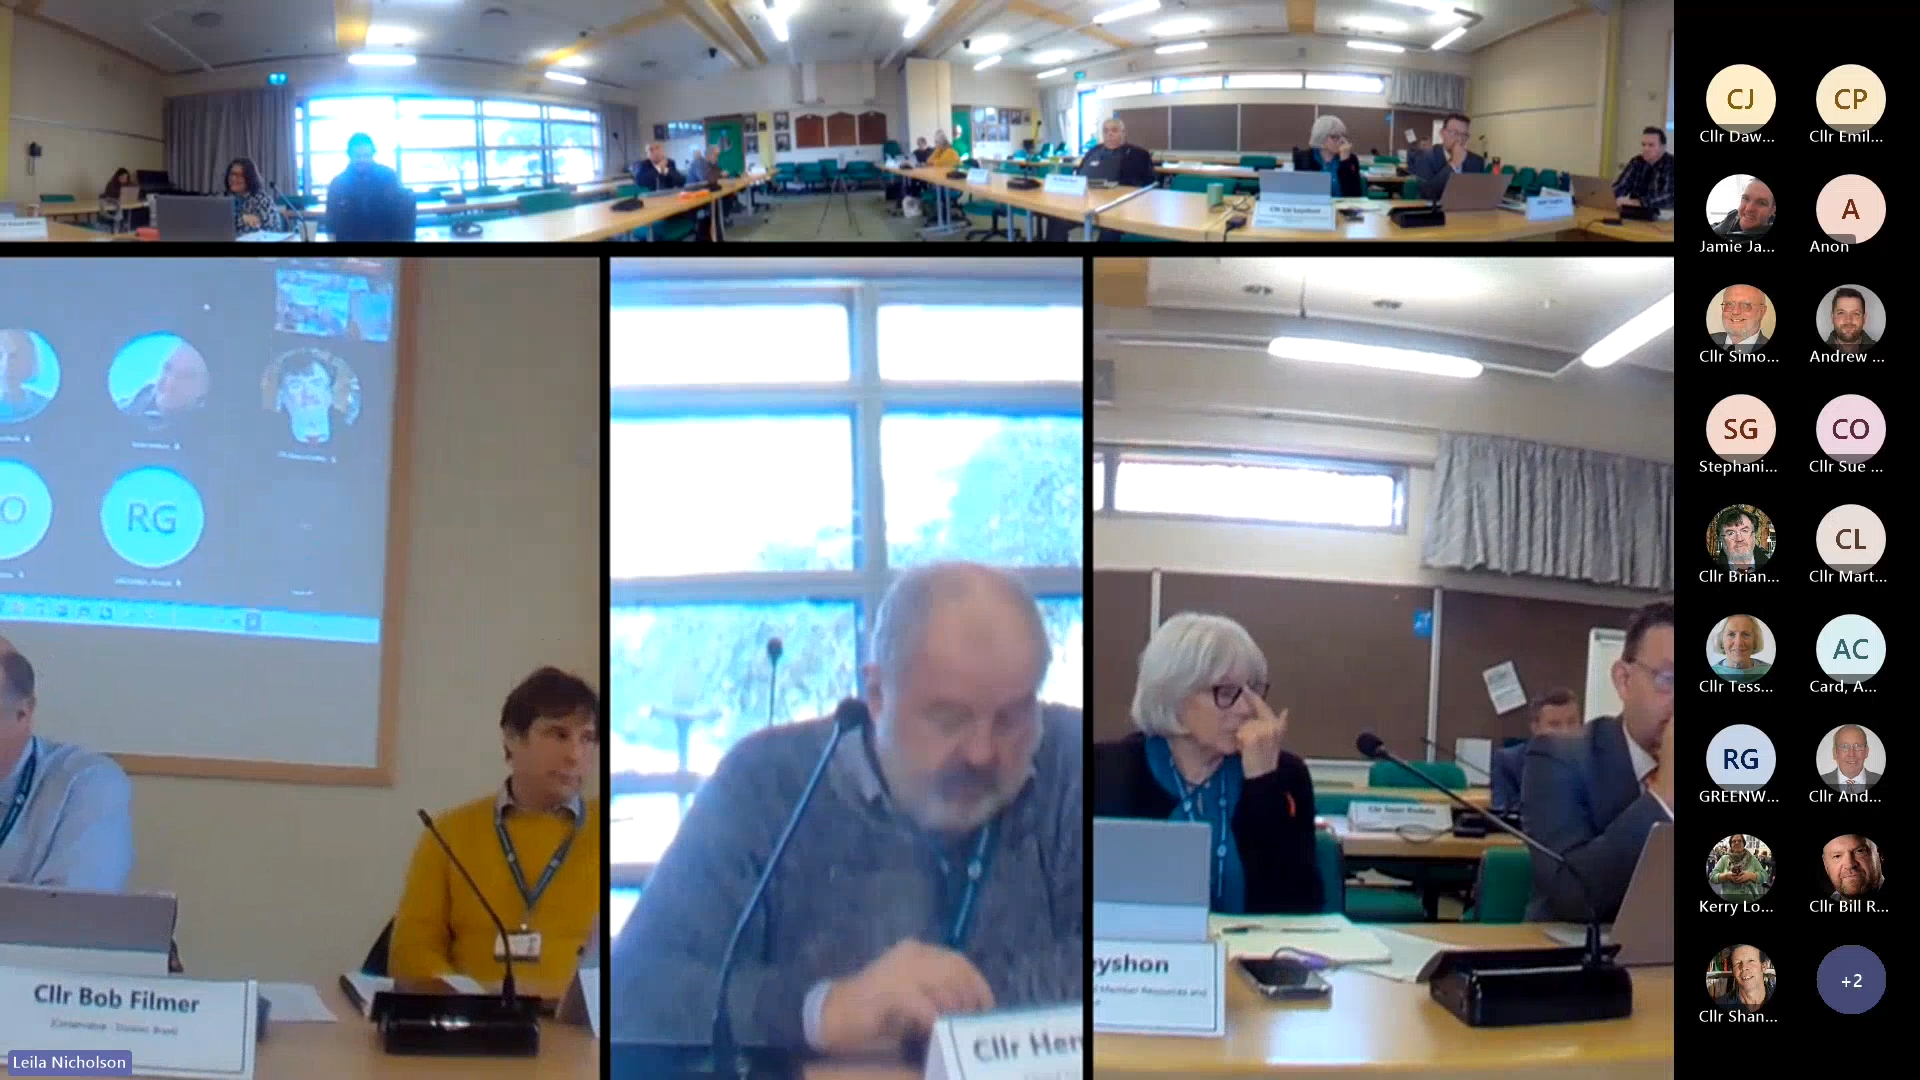 CJ
Cllr Daw...
CP
Cllr Emil...
Jamie Ja...
A
Anon
Cllr Simo...
Andrew ...
SG
Stephani...
CO
Cllr Sue ...
Cllr Brian...
CL
Cllr Mart...
Cllr Tess...
AC
Card, A...
RG
GREENW...
Cllr And...
Kerry Lo...
Cllr Bill R...
Cllr Shan...
+2
O
RG
Cllr Bob Filmer
Cllr Hen
eyshon
Leila Nicholson